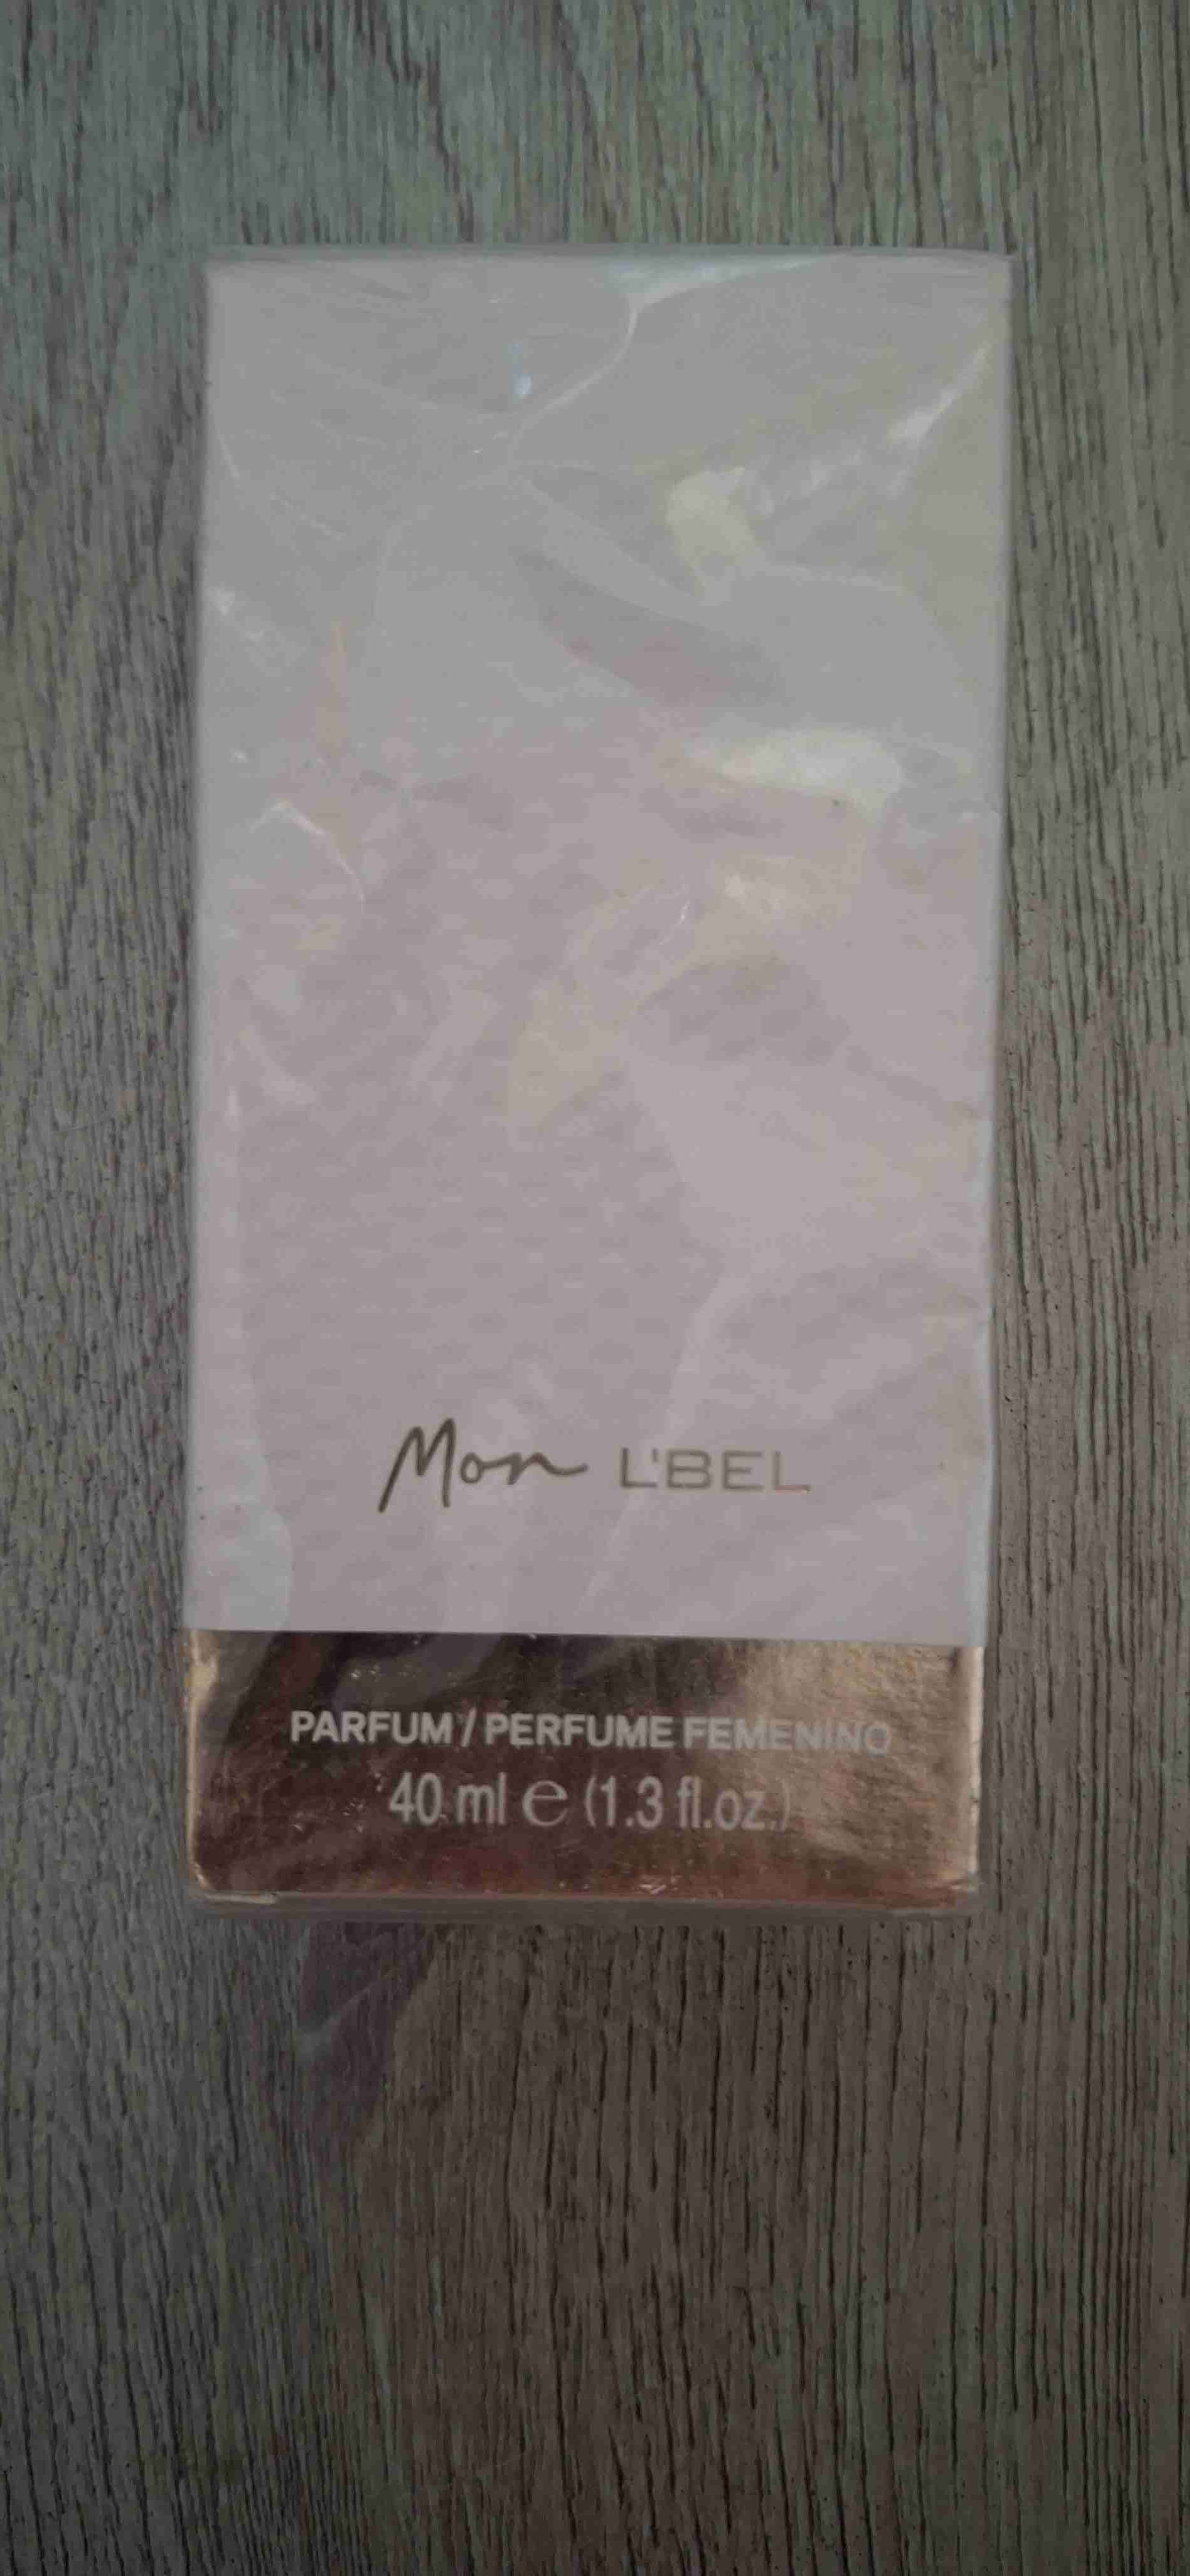 Mon L'BEL
PARFUM / PERFUME FEMENINO
40 ml e (1.3 fl.oz.)